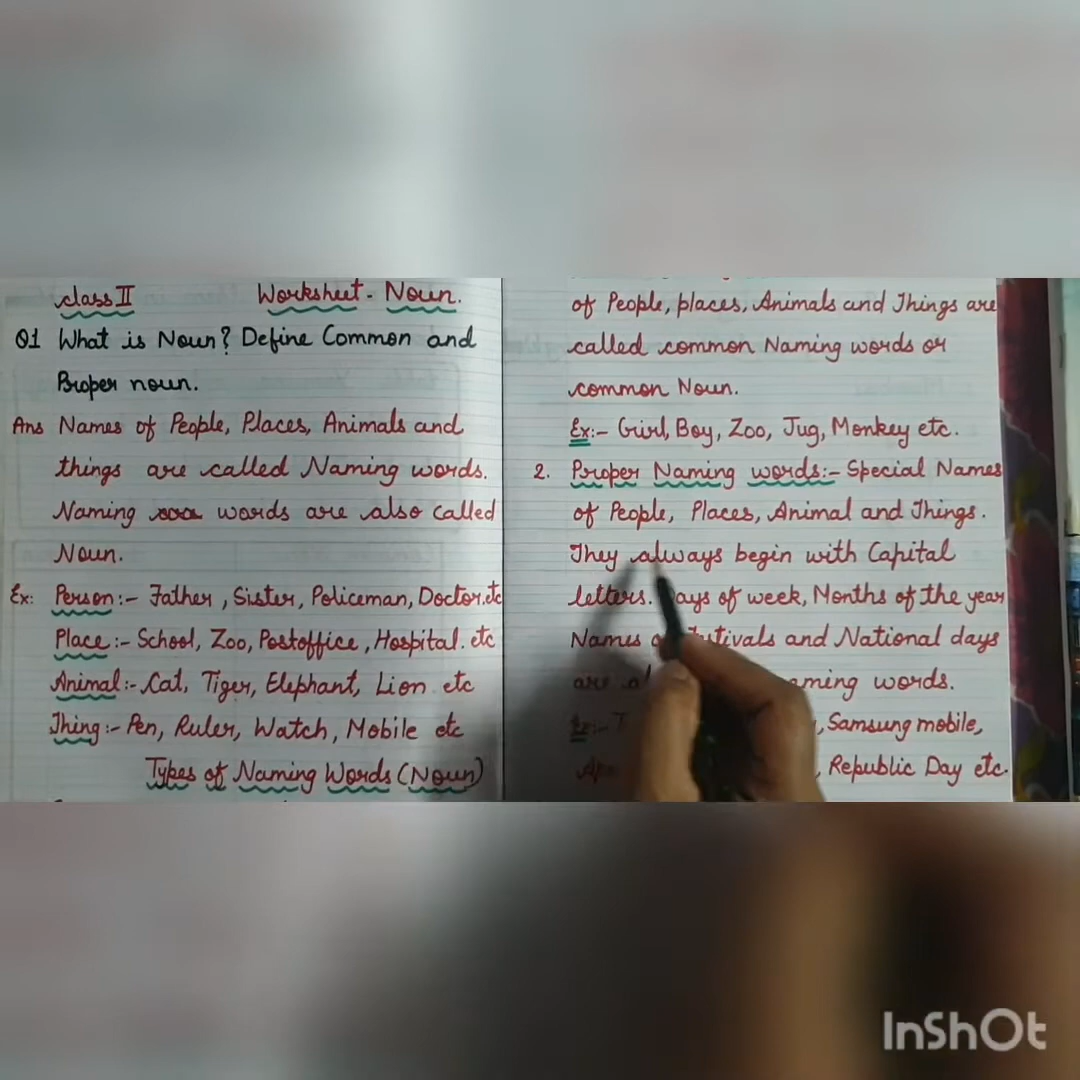 class II Worksheet - Noun.
Q1 What is Noun? Define Common and
Proper noun.
Ans Names of People, Places, Animals and
things are called Naming words.
Naming words are also called
Noun.
Ex: Person:- Father, Sister, Policeman, Doctor.etc
Place:- School, Zoo, Postoffice, Hospital. etc
Animal:- Cat, Tiger, Elephant, Lion etc
Thing:- Pen, Ruler, Watch, Mobile etc
Types of Naming Words (Noun)
of People, places, Animals and Things are
called common Naming words or
common Noun.
Ex:- Girl, Boy, Zoo, Jug, Monkey etc.
2. Proper Naming words:- Special Names
of People, Places, Animal and Things.
They always begin with Capital
letters. Days of week, Months of the year
Names and National days
are words.
Ex:- , Samsung mobile,
, Republic Day etc.
InShOt